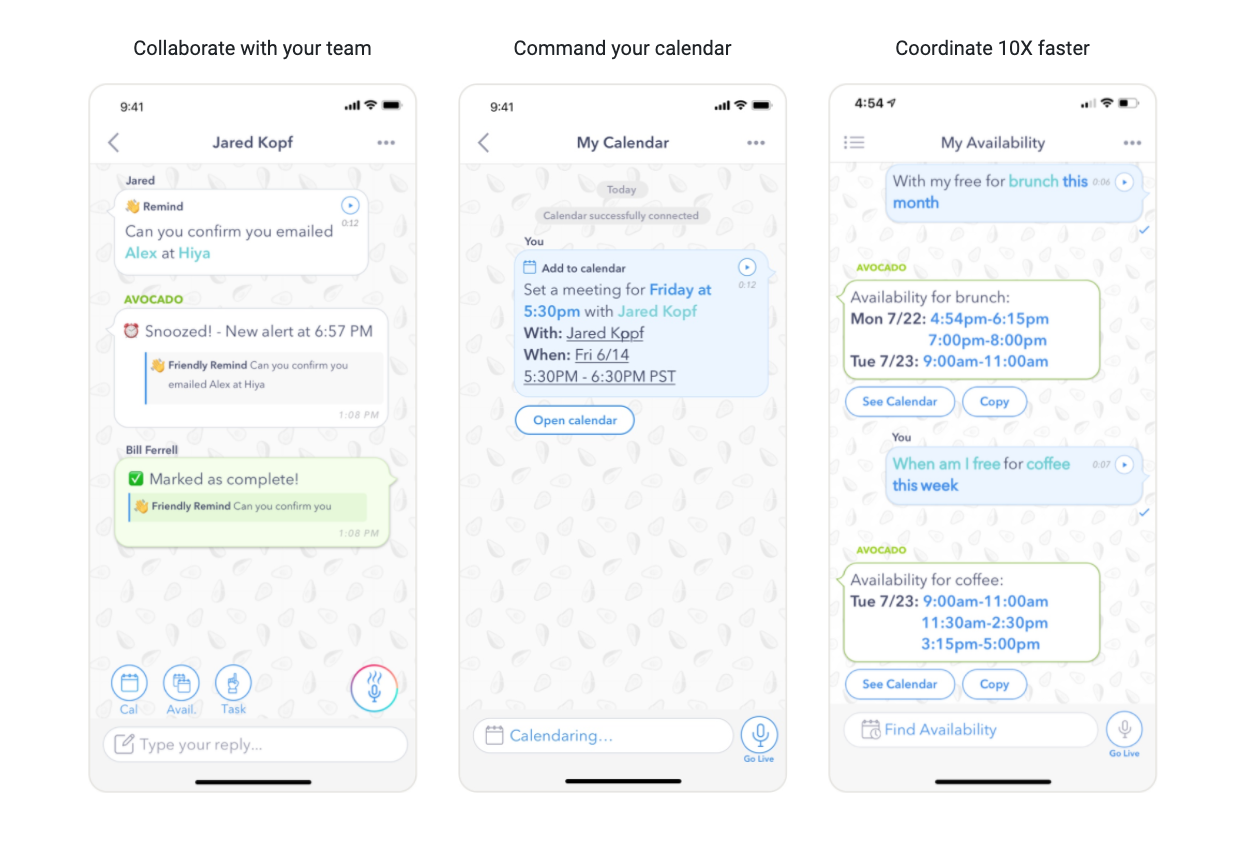 Collaborate with your team
9:41
Jared Kopf
Jared
👋 Remind
0:12
Can you confirm you emailed
Alex at Hiya
AVOCADO
⏰ Snoozed! - New alert at 6:57 PM
👋 Friendly Remind Can you confirm you
emailed Alex at Hiya
1:08 PM
Bill Ferrell
✅ Marked as complete!
👋 Friendly Remind Can you confirm you
1:08 PM
Cal
Avail.
Task
Type your reply...
Command your calendar
9:41
My Calendar
Today
Calendar successfully connected
You
Add to calendar
0:12
Set a meeting for Friday at
5:30pm with Jared Kopf
With: Jared Kopf
When: Fri 6/14
5:30PM - 6:30PM PST
Open calendar
Calendaring...
Go Live
Coordinate 10X faster
4:54
My Availability
With my free for brunch this 0:06
month
AVOCADO
Availability for brunch:
Mon 7/22: 4:54pm-6:15pm
7:00pm-8:00pm
Tue 7/23: 9:00am-11:00am
See Calendar
Copy
You
When am I free for coffee 0:07
this week
AVOCADO
Availability for coffee:
Tue 7/23: 9:00am-11:00am
11:30am-2:30pm
3:15pm-5:00pm
See Calendar
Copy
Find Availability
Go Live